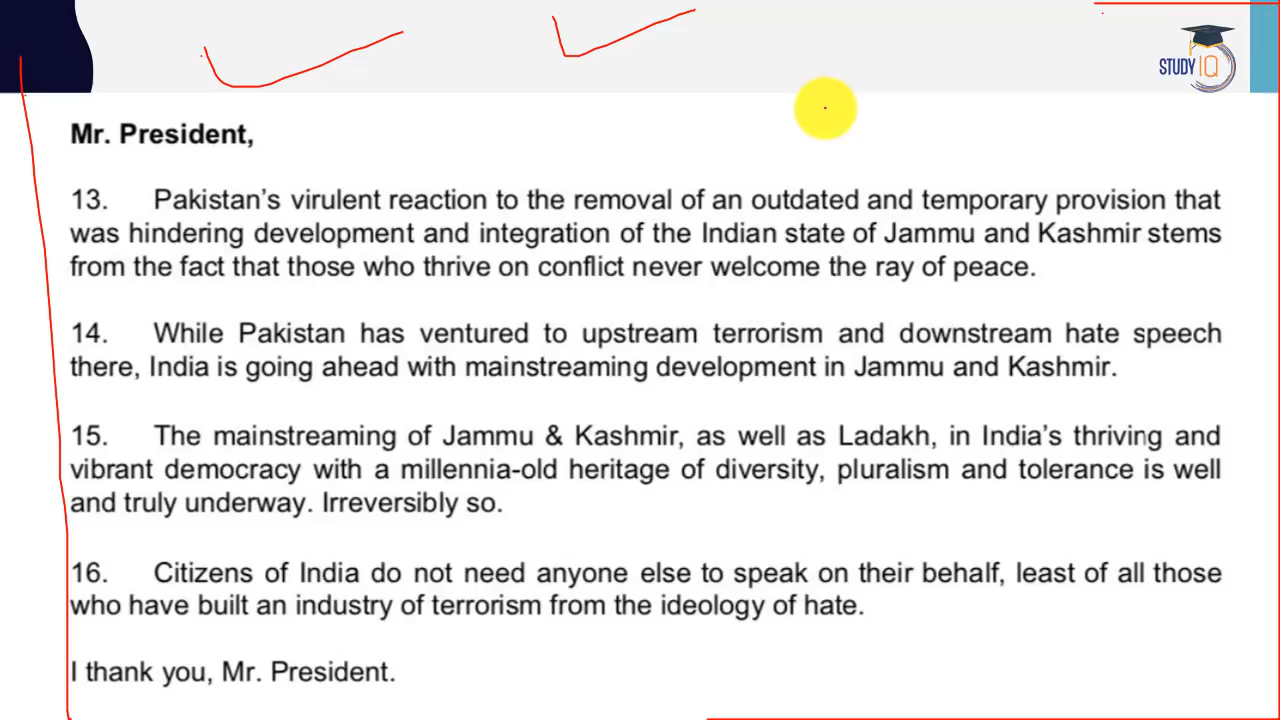 STUDY IQ
Mr. President,
13. Pakistan's virulent reaction to the removal of an outdated and temporary provision that
was hindering development and integration of the Indian state of Jammu and Kashmir stems
from the fact that those who thrive on conflict never welcome the ray of peace.
14. While Pakistan has ventured to upstream terrorism and downstream hate speech
there, India is going ahead with mainstreaming development in Jammu and Kashmir.
15. The mainstreaming of Jammu & Kashmir, as well as Ladakh, in India's thriving and
vibrant democracy with a millennia-old heritage of diversity, pluralism and tolerance is well
and truly underway. Irreversibly so.
16. Citizens of India do not need anyone else to speak on their behalf, least of all those
who have built an industry of terrorism from the ideology of hate.
I thank you, Mr. President.